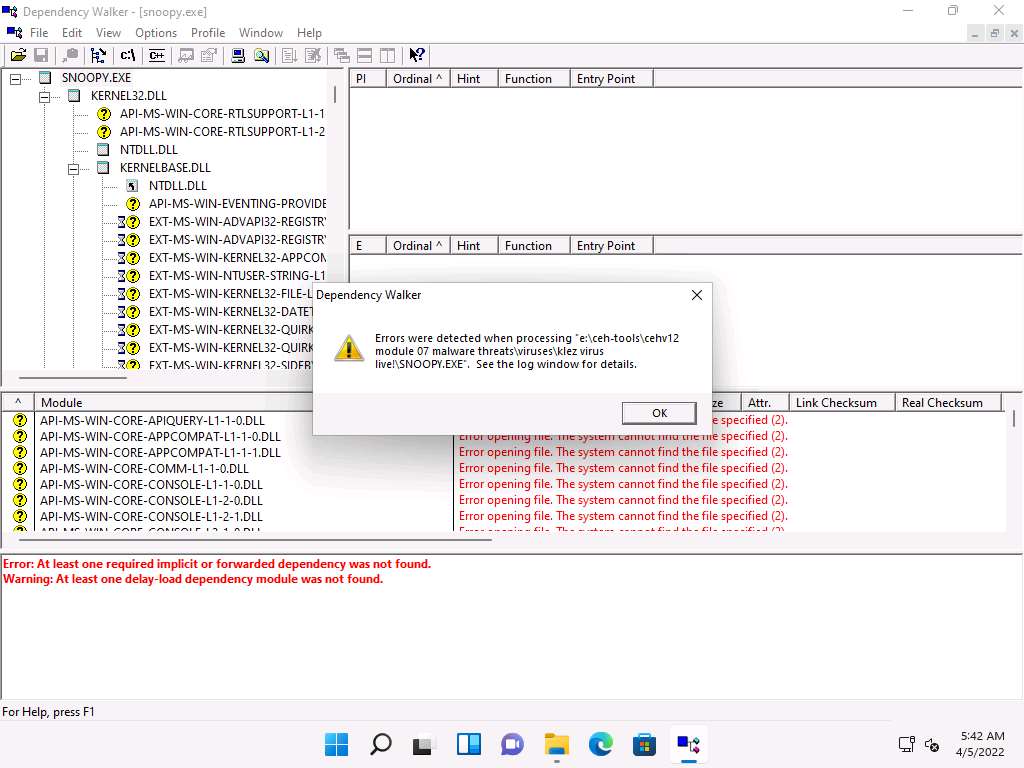 Dependency Walker - [snoopy.exe]
File Edit View Options Profile Window Help
C:\ C++
SNOOPY.EXE
KERNEL32.DLL
API-MS-WIN-CORE-RTLSUPPORT-L1-1
API-MS-WIN-CORE-RTLSUPPORT-L1-2
NTDLL.DLL
KERNELBASE.DLL
NTDLL.DLL
API-MS-WIN-EVENTING-PROVIDE
EXT-MS-WIN-ADVAPI32-REGISTRY
EXT-MS-WIN-ADVAPI32-REGISTRY
EXT-MS-WIN-KERNEL32-APPCOM
EXT-MS-WIN-NTUSER-STRING-L1
EXT-MS-WIN-KERNEL32-FILE-L
EXT-MS-WIN-KERNEL32-DATET
EXT-MS-WIN-KERNEL32-QUIRK
EXT-MS-WIN-KERNEL32-QUIRK
EXT-MS-WIN-KERNEL32-SIDEB
PI Ordinal ^ Hint Function Entry Point
E Ordinal ^ Hint Function Entry Point
Dependency Walker
Errors were detected when processing "e:\ceh-tools\cehv12
module 07 malware threats\viruses\klez virus
live!\SNOOPY.EXE". See the log window for details.
OK
^ Module ze Attr. Link Checksum Real Checksum
API-MS-WIN-CORE-APIQUERY-L1-1-0.DLL le specified (2).
API-MS-WIN-CORE-APPCOMPAT-L1-1-0.DLL Error opening file. The system cannot find the file specified (2).
API-MS-WIN-CORE-APPCOMPAT-L1-1-1.DLL Error opening file. The system cannot find the file specified (2).
API-MS-WIN-CORE-COMM-L1-1-0.DLL Error opening file. The system cannot find the file specified (2).
API-MS-WIN-CORE-CONSOLE-L1-1-0.DLL Error opening file. The system cannot find the file specified (2).
API-MS-WIN-CORE-CONSOLE-L1-2-0.DLL Error opening file. The system cannot find the file specified (2).
API-MS-WIN-CORE-CONSOLE-L1-2-1.DLL Error opening file. The system cannot find the file specified (2).
Error opening file. The system cannot find the file specified (2).
Error: At least one required implicit or forwarded dependency was not found.
Warning: At least one delay-load dependency module was not found.
For Help, press F1
5:42 AM
4/5/2022